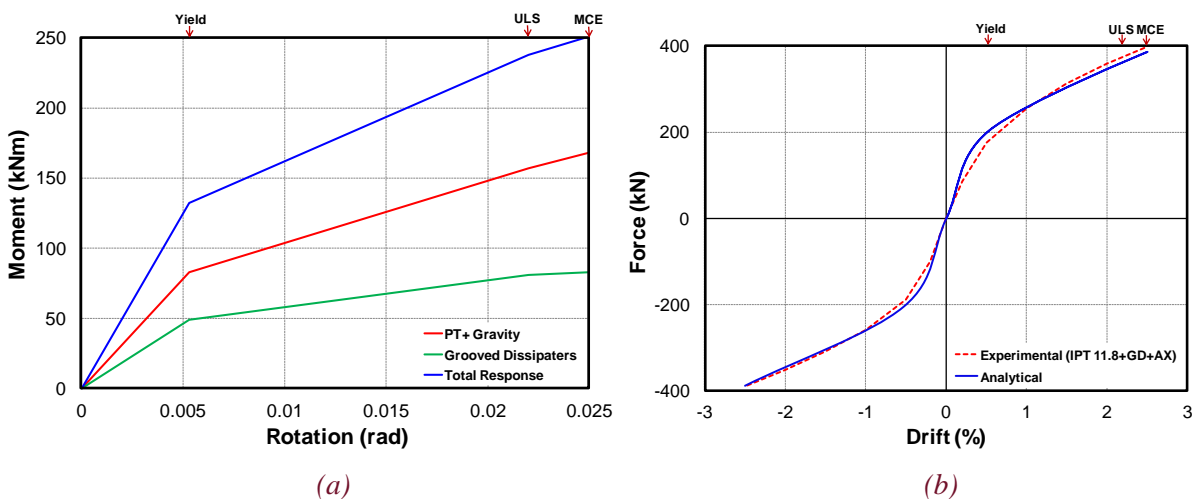 Yield
ULS
MCE
250
200
150
100
50
0
Moment (kNm)
PT+ Gravity
Grooved Dissipaters
Total Response
0
0.005
0.01
0.015
0.02
0.025
Rotation (rad)
(a)
Yield
ULS MCE
400
200
0
-200
-400
Force (kN)
Experimental (IPT 11.8+GD+AX)
Analytical
-3
-2
-1
0
1
2
3
Drift (%)
(b)